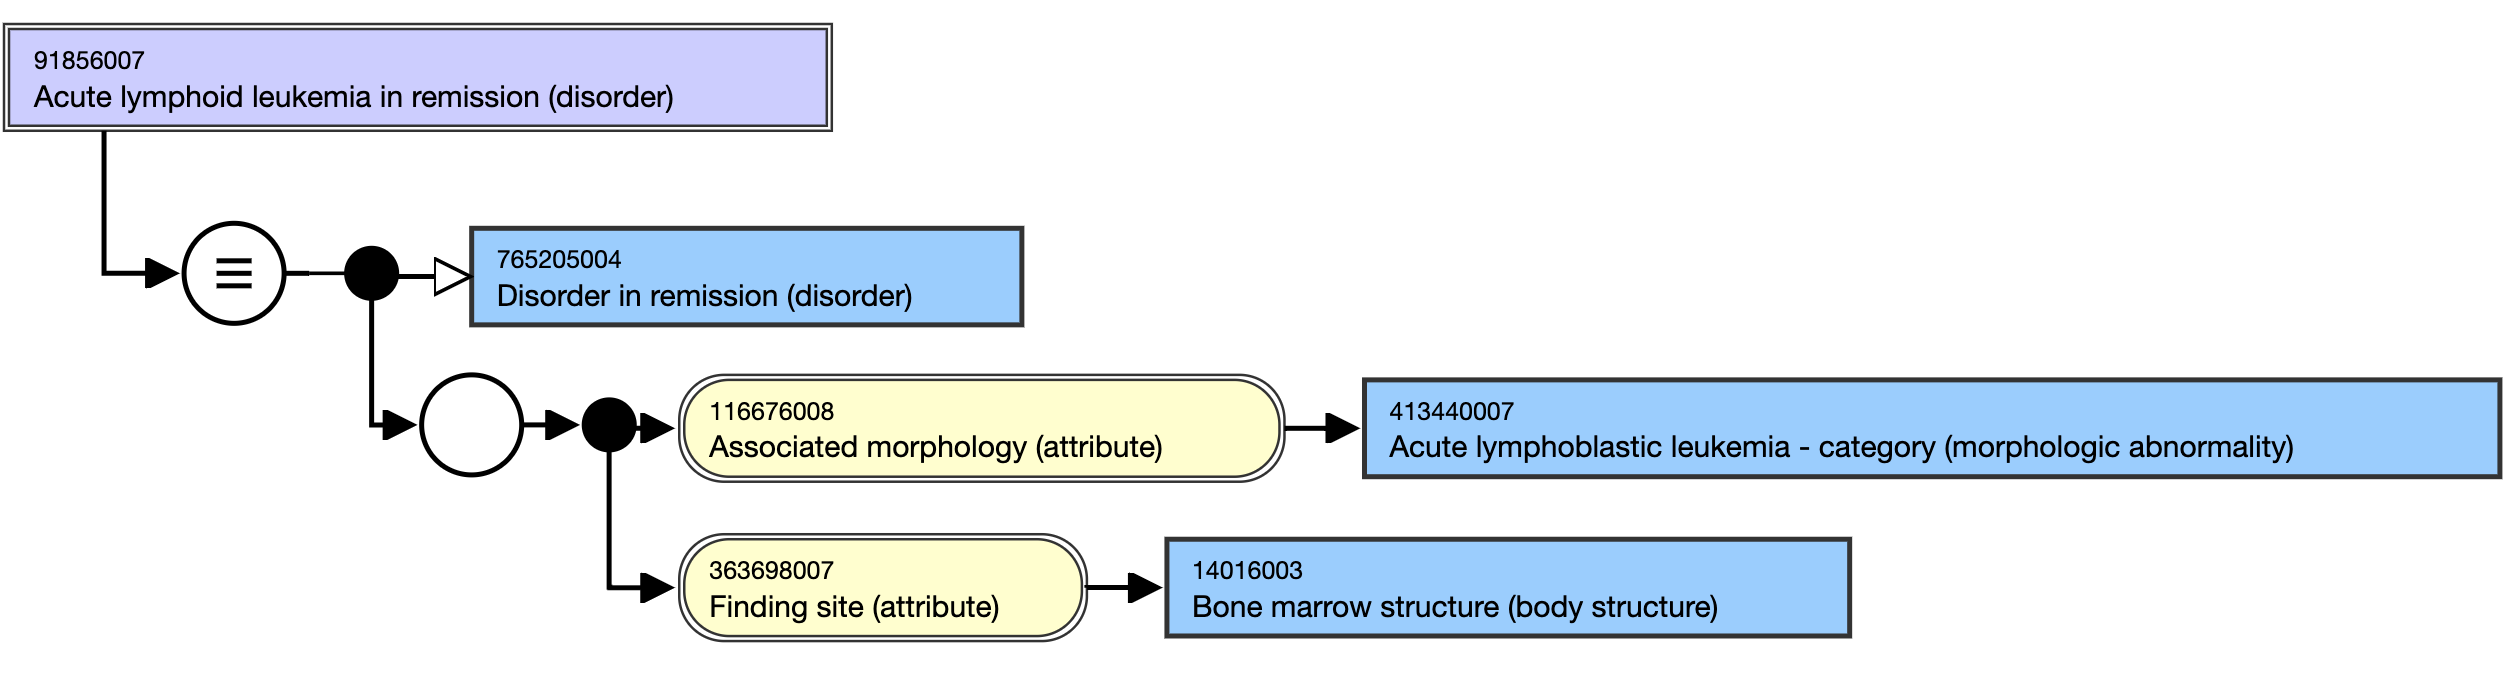 91856007
Acute lymphoid leukemia in remission (disorder)
765205004
Disorder in remission (disorder)
116676008
Associated morphology (attribute)
413440007
Acute lymphoblastic leukemia - category (morphologic abnormality)
363698007
Finding site (attribute)
14016003
Bone marrow structure (body structure)